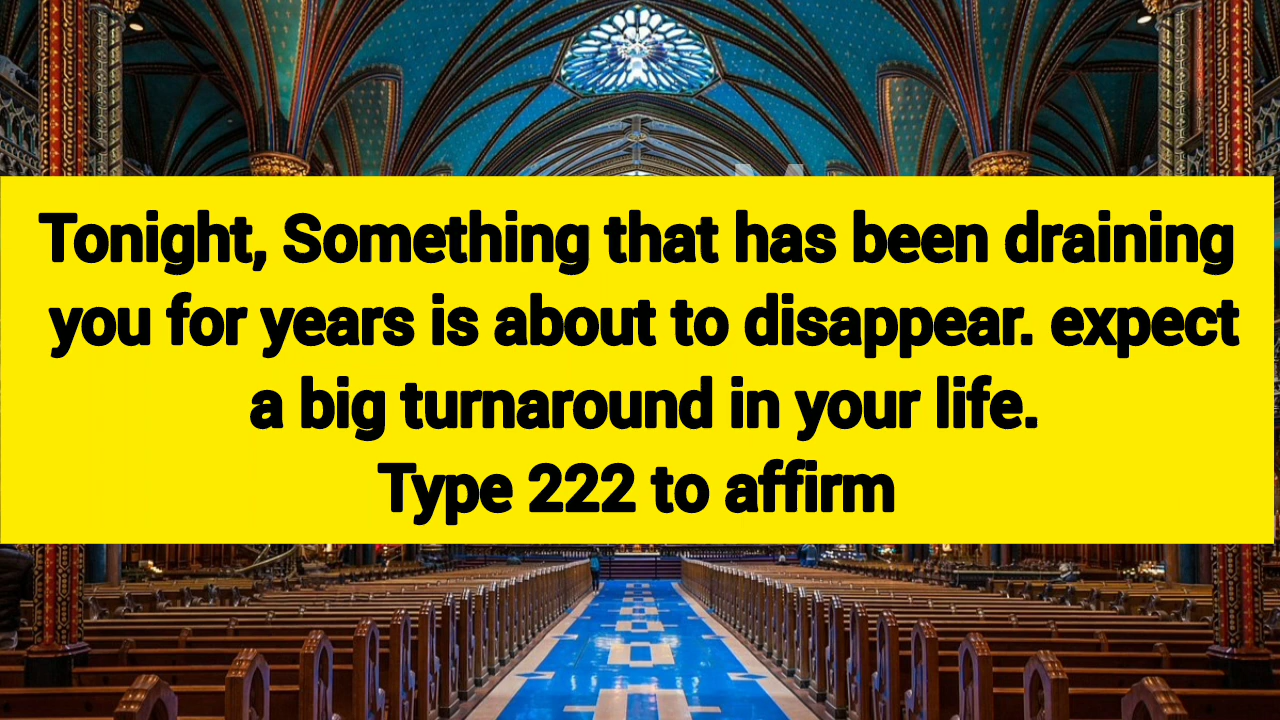 Tonight, Something that has been draining
you for years is about to disappear. expect
a big turnaround in your life.
Type 222 to affirm